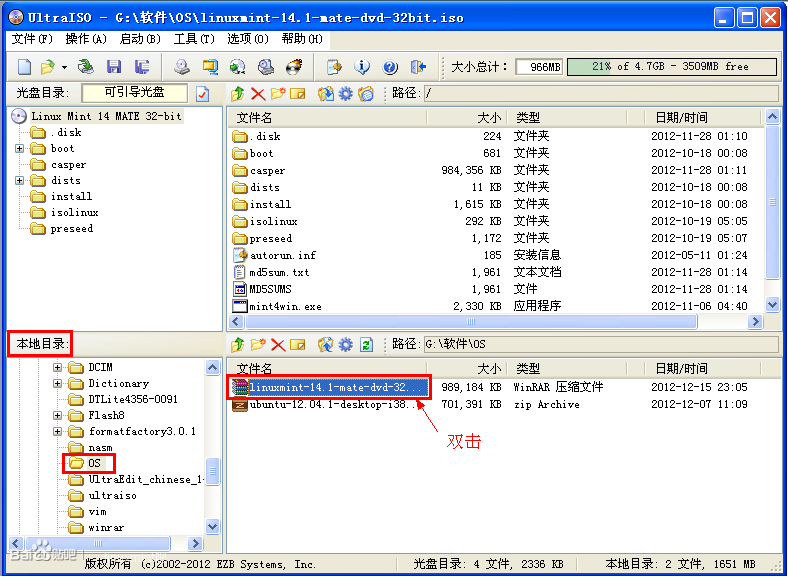 UltraISO - G:\软件\OS\linuxmint-14.1-mate-dvd-32bit.iso
文件(F) 操作(A) 启动(B) 工具(T) 选项(O) 帮助(H)
大小总计: 966MB 21% of 4.7GB - 3509MB free
光盘目录: 可引导光盘 路径: /
Linux Mint 14 MATE 32-bit
.disk
boot
casper
dists
install
isolinux
preseed
文件名 大小 类型 日期/时间
.disk 224 文件夹 2012-11-28 01:10
boot 681 文件夹 2012-10-18 00:08
casper 984,356 KB 文件夹 2012-11-28 01:11
dists 11 KB 文件夹 2012-10-18 00:08
install 1,615 KB 文件夹 2012-10-18 00:08
isolinux 292 KB 文件夹 2012-10-19 05:05
preseed 1,172 文件夹 2012-10-19 05:07
autorun.inf 185 安装信息 2012-05-11 01:24
md5sum.txt 1,961 文本文档 2012-11-28 01:14
MD5SUMS 1,961 文件 2012-11-28 01:14
mint4win.exe 2,330 KB 应用程序 2012-11-06 04:40
本地目录: 路径: G:\软件\OS
DCIM
Dictionary
DTLite4356-0091
Flash8
formatfactory3.0.1
nasm
OS
UltraEdit_chinese_1
ultraiso
vim
winrar
文件名 大小 类型 日期/时间
linuxmint-14.1-mate-dvd-32... 989,184 KB WinRAR 压缩文件 2012-12-15 23:05
ubuntu-12.04.1-desktop-i38... 701,391 KB zip Archive 2012-12-07 11:09
双击
Bai 贴吧
版权所有 (c)2002-2012 EZB Systems, Inc. 光盘目录: 4 文件, 2336 KB 本地目录: 2 文件, 1651 MB